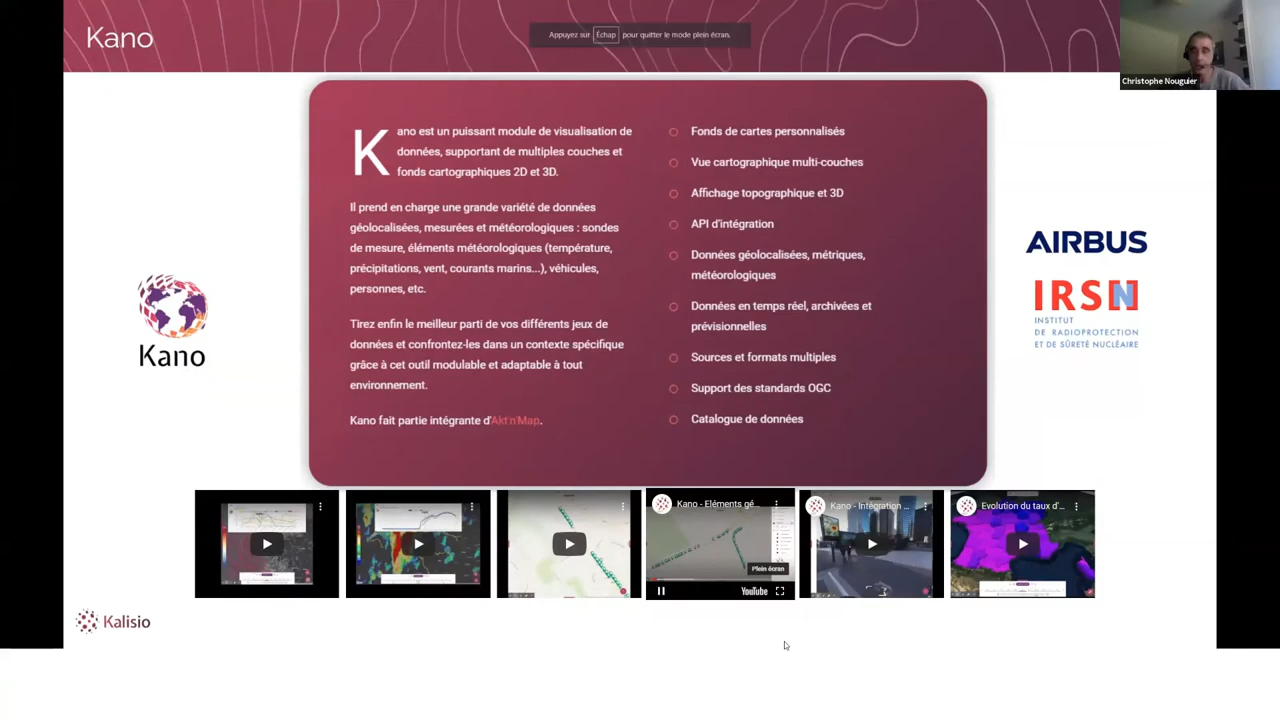 Kano
Appuyez sur Échap pour quitter le mode plein écran.
Christophe Nouguier
Kano est un puissant module de visualisation de
données, supportant de multiples couches et
fonds cartographiques 2D et 3D.
Il prend en charge une grande variété de données
géolocalisées, mesurées et météorologiques : sondes
de mesure, éléments météorologiques (température,
précipitations, vent, courants marins...), véhicules,
personnes, etc.
Tirez enfin le meilleur parti de vos différents jeux de
données et confrontez-les dans un contexte spécifique
grâce à cet outil modulable et adaptable à tout
environnement.
Kano fait partie intégrante d'Akt'n'Map.
Fonds de cartes personnalisés
Vue cartographique multi-couches
Affichage topographique et 3D
API d'intégration
Données géolocalisées, métriques,
météorologiques
Données en temps réel, archivées et
prévisionnelles
Sources et formats multiples
Support des standards OGC
Catalogue de données
Kano
AIRBUS
IRSN
INSTITUT
DE RADIOPROTECTION
ET DE SÛRETÉ NUCLÉAIRE
Kano - Eléments gé...
Kano - Intégration ...
Evolution du taux d'...
Plein écran
YouTube
Kalisio